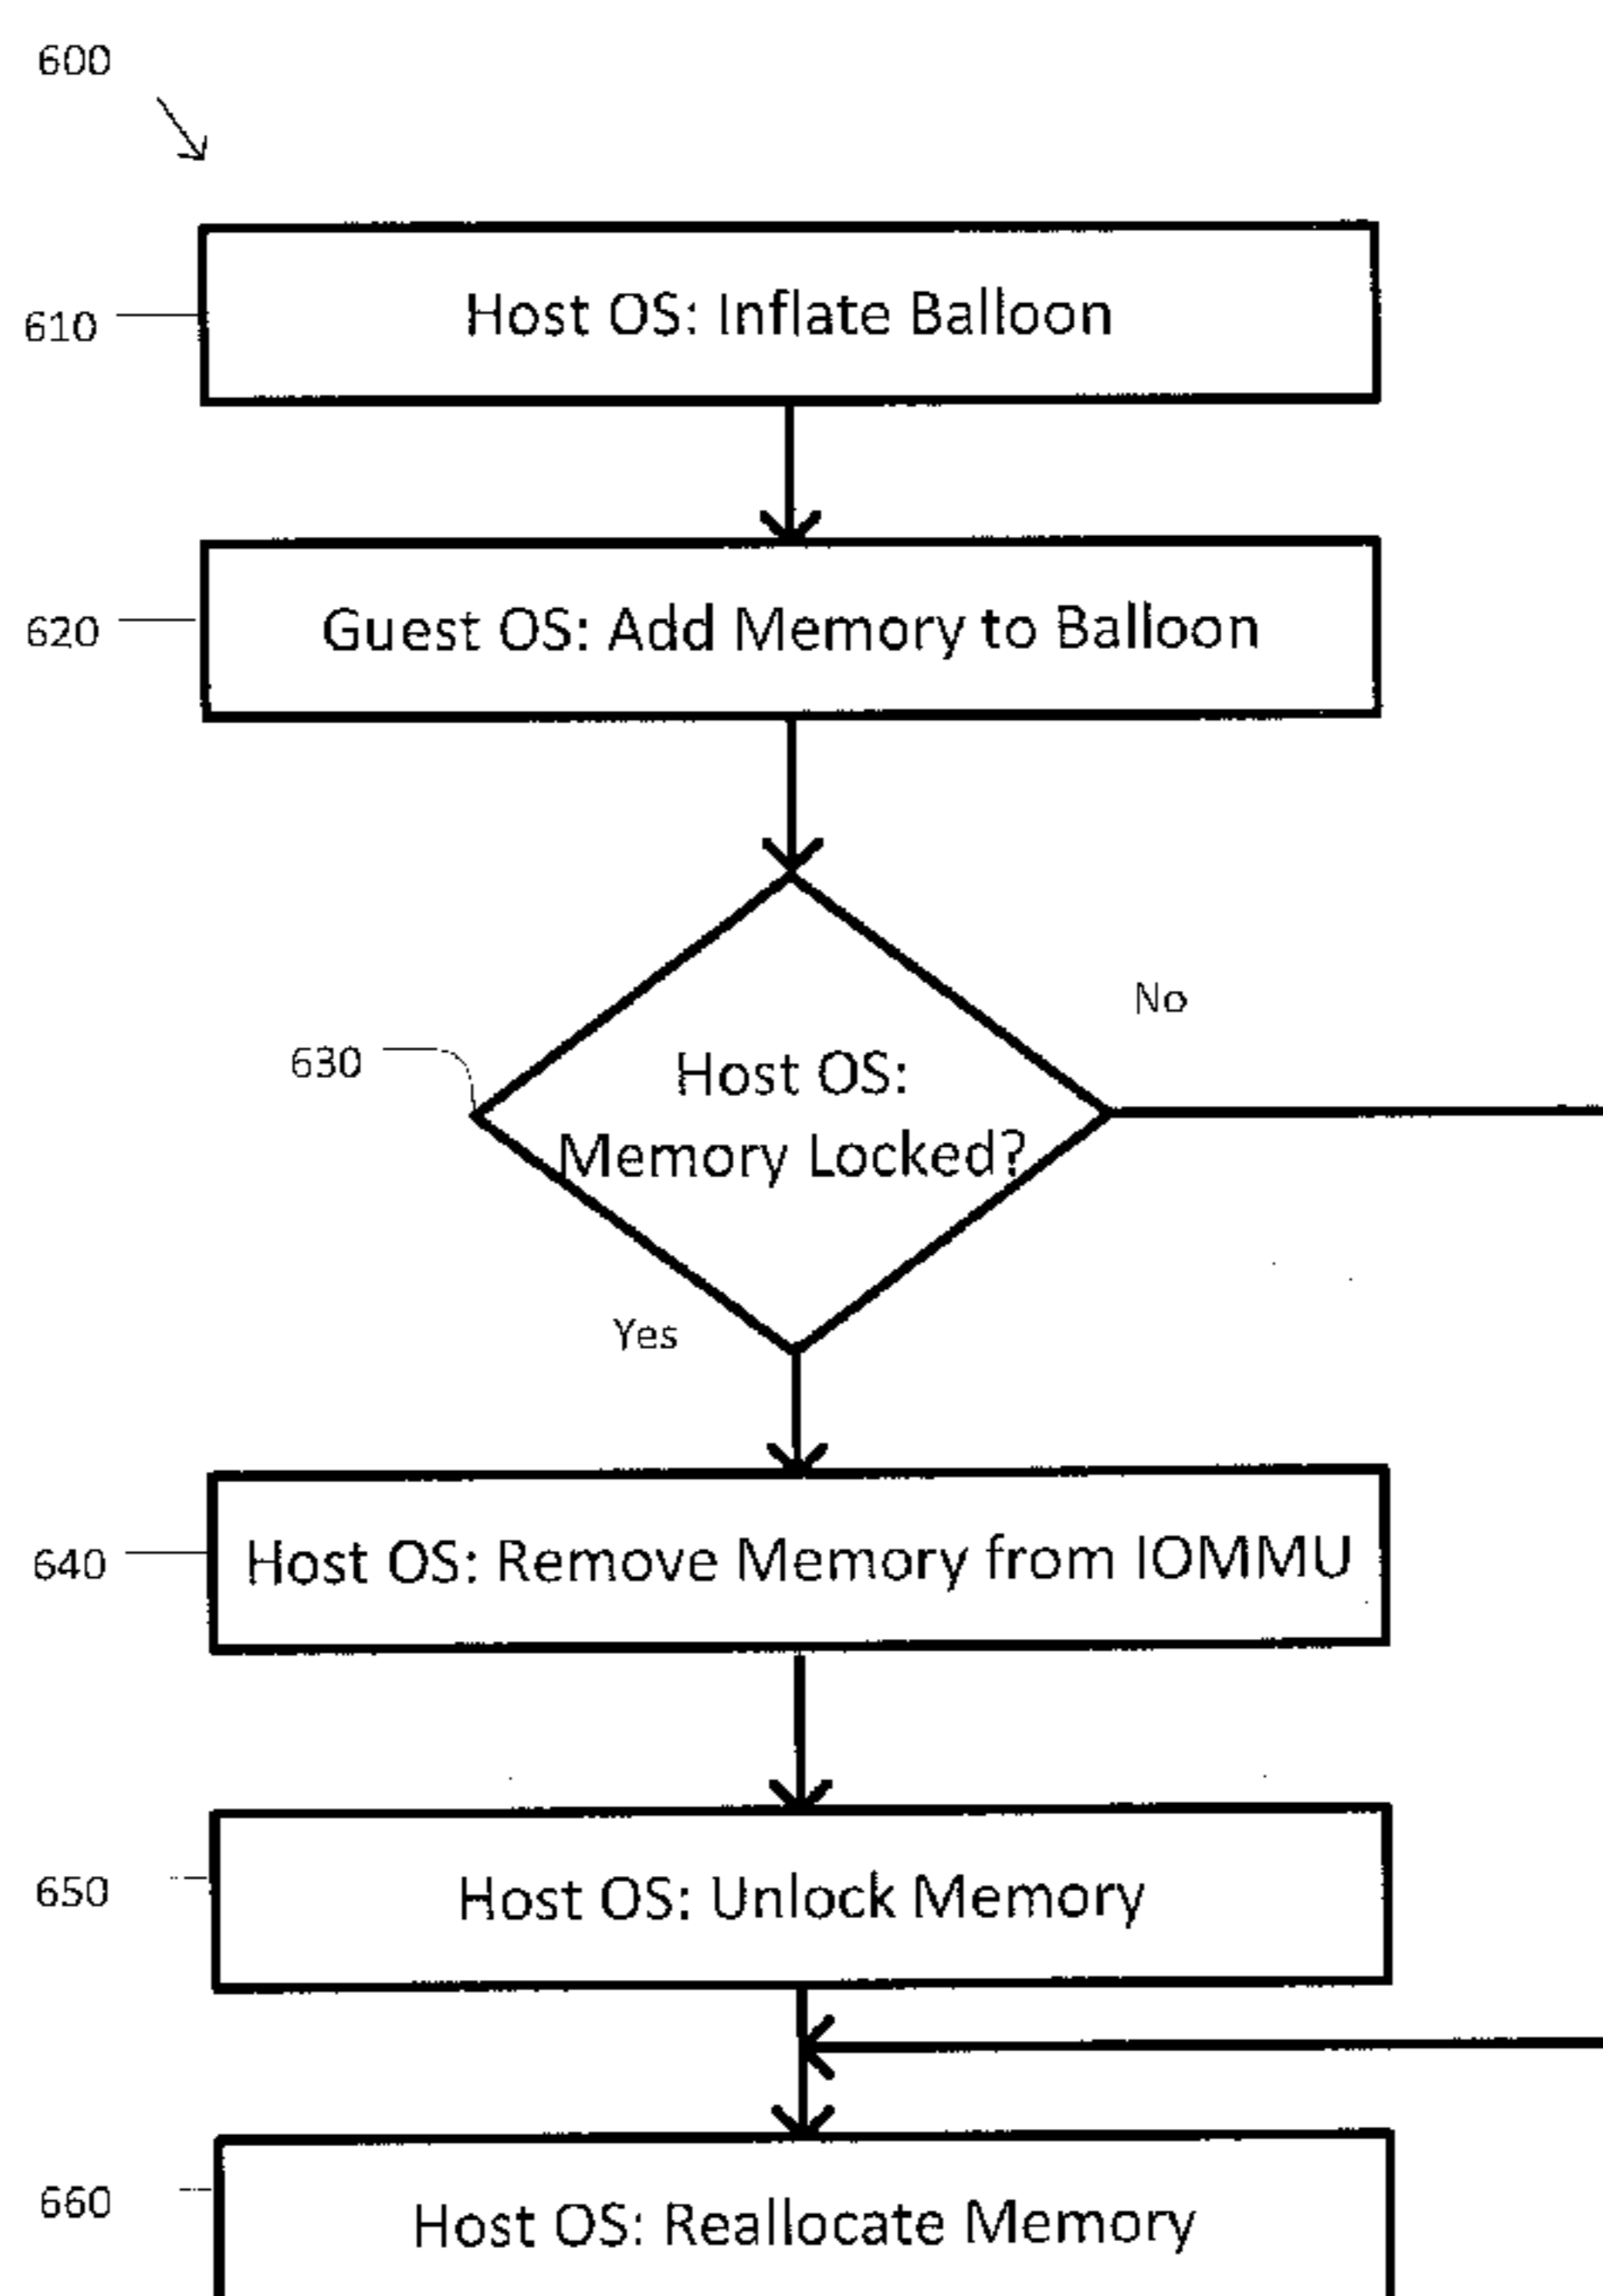 600
610
Host OS: Inflate Balloon
620
Guest OS: Add Memory to Balloon
No
630
Host OS:
Memory Locked?
Yes
640
Host OS: Remove Memory from IOMMU
650
Host OS: Unlock Memory
660
Host OS: Reallocate Memory